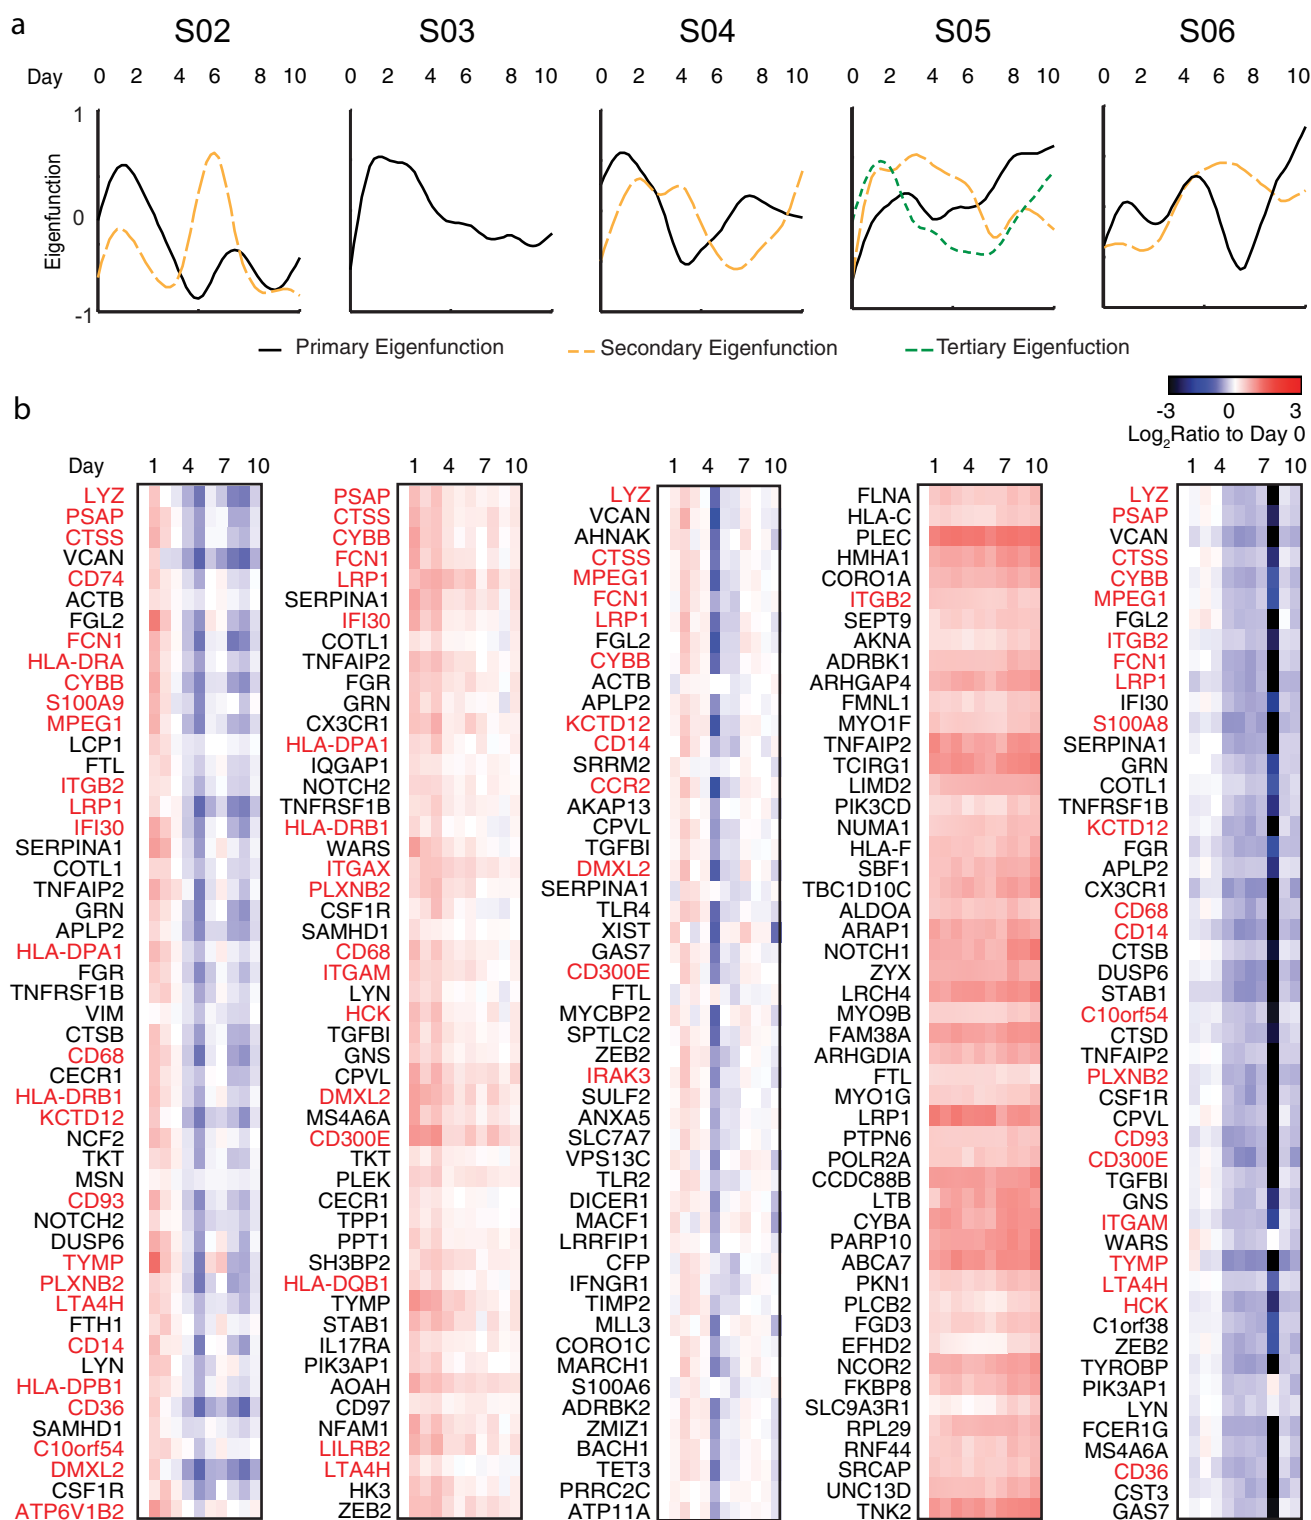 a
S02 S03 S04 S05 S06
Day 0 2 4 6 8 10 0 2 4 6 8 10 0 2 4 6 8 10 0 2 4 6 8 10 0 2 4 6 8 10
1
0
-1
Eigenfunction
Primary Eigenfunction Secondary Eigenfunction Tertiary Eigenfuction
b
-3 0 3
Log2Ratio to Day 0
Day 1 4 7 10 1 4 7 10 1 4 7 10 1 4 7 10 1 4 7 10
LYZ PSAP LYZ FLNA LYZ
PSAP CTSS VCAN HLA-C PSAP
CTSS CYBB AHNAK PLEC VCAN
VCAN FCN1 CTSS HMHA1 CTSS
CD74 LRP1 MPEG1 CORO1A CYBB
ACTB SERPINA1 FCN1 ITGB2 MPEG1
FGL2 IFI30 LRP1 SEPT9 FGL2
FCN1 COTL1 FGL2 AKNA ITGB2
HLA-DRA TNFAIP2 CYBB ADRBK1 FCN1
CYBB FGR ACTB ARHGAP4 LRP1
S100A9 GRN APLP2 FMNL1 IFI30
MPEG1 CX3CR1 KCTD12 MYO1F S100A8
LCP1 HLA-DPA1 CD14 TNFAIP2 SERPINA1
FTL IQGAP1 SRRM2 TCIRG1 GRN
ITGB2 NOTCH2 CCR2 LIMD2 COTL1
LRP1 TNFRSF1B AKAP13 PIK3CD TNFRSF1B
IFI30 HLA-DRB1 CPVL NUMA1 KCTD12
SERPINA1 WARS TGFBI HLA-F FGR
COTL1 ITGAX DMXL2 SBF1 APLP2
TNFAIP2 PLXNB2 SERPINA1 TBC1D10C CX3CR1
GRN CSF1R TLR4 ALDOA CD68
APLP2 SAMHD1 XIST ARAP1 CD14
HLA-DPA1 CD68 GAS7 NOTCH1 CTSB
FGR ITGAM CD300E ZYX DUSP6
TNFRSF1B LYN FTL LRCH4 STAB1
VIM HCK MYCBP2 MYO9B C10orf54
CTSB TGFBI SPTLC2 FAM38A CTSD
CD68 GNS ZEB2 ARHGDIA TNFAIP2
CECR1 CPVL IRAK3 FTL PLXNB2
HLA-DRB1 DMXL2 SULF2 MYO1G CSF1R
KCTD12 MS4A6A ANXA5 LRP1 CPVL
NCF2 CD300E SLC7A7 PTPN6 CD93
TKT TKT VPS13C POLR2A CD300E
MSN PLEK TLR2 CCDC88B TGFBI
CD93 CECR1 DICER1 LTB GNS
NOTCH2 TPP1 MACF1 CYBA ITGAM
DUSP6 PPT1 LRRFIP1 PARP10 WARS
TYMP SH3BP2 CFP ABCA7 TYMP
PLXNB2 HLA-DQB1 IFNGR1 PKN1 LTA4H
LTA4H TYMP TIMP2 PLCB2 HCK
FTH1 STAB1 MLL3 FGD3 C1orf38
CD14 IL17RA CORO1C EFHD2 ZEB2
LYN PIK3AP1 MARCH1 NCOR2 TYROBP
HLA-DPB1 AOAH S100A6 FKBP8 PIK3AP1
CD36 CD97 ADRBK2 SLC9A3R1 LYN
SAMHD1 NFAM1 ZMIZ1 RPL29 FCER1G
C10orf54 LILRB2 BACH1 RNF44 MS4A6A
DMXL2 LTA4H TET3 SRCAP CD36
CSF1R HK3 PRRC2C UNC13D CST3
ATP6V1B2 ZEB2 ATP11A TNK2 GAS7